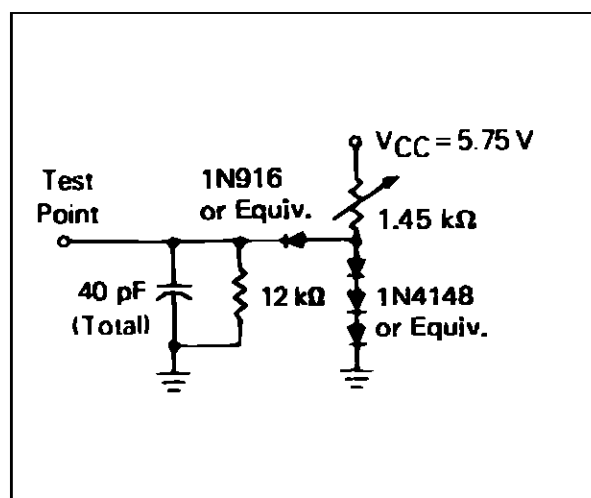 VCC = 5.75 V
1N916
or Equiv.
Test
Point
1.45 kΩ
40 pF
(Total)
12 kΩ
1N4148
or Equiv.